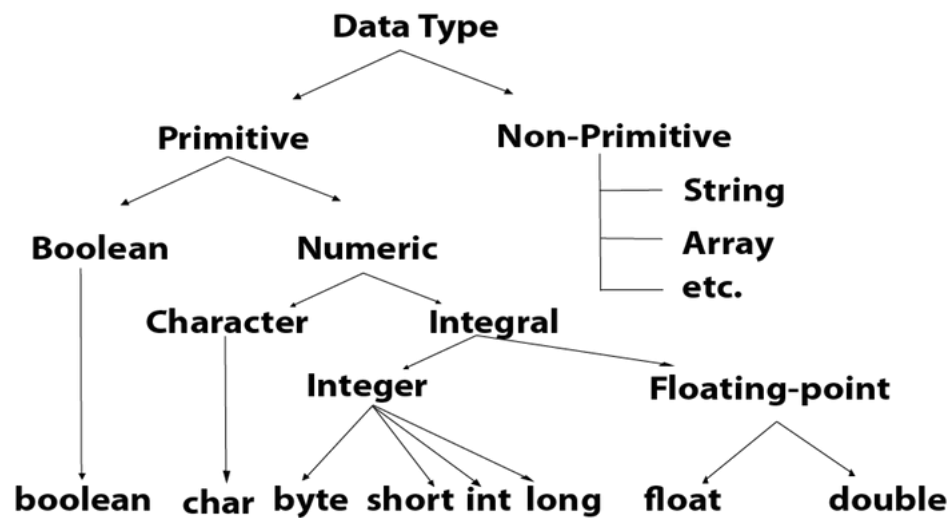 Data Type
Primitive
Non-Primitive
String
Array
etc.
Boolean
Numeric
Character
Integral
Integer
Floating-point
boolean
char
byte
short
int
long
float
double